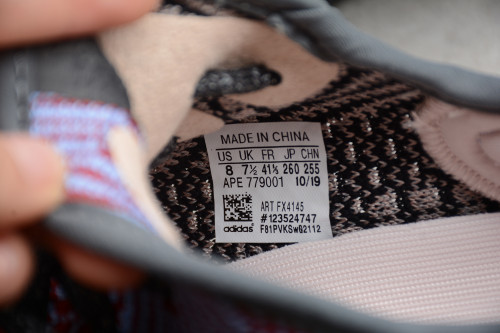 MADE IN CHINA
US UK FR JP CHN
8 7½ 41⅓ 260 255
APE 779001 10/19
ART FX4145
#123524747
adidas F81PVKSwG2112